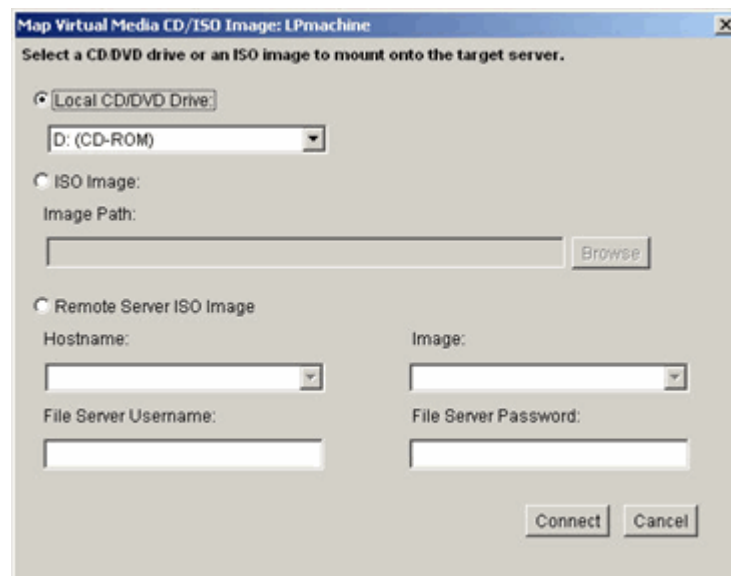 Map Virtual Media CD/ISO Image: LPmachine
Select a CD/DVD drive or an ISO image to mount onto the target server.
Local CD/DVD Drive:
D: (CD-ROM)
ISO Image:
Image Path:
Browse
Remote Server ISO Image
Hostname: Image:
File Server Username: File Server Password:
Connect Cancel